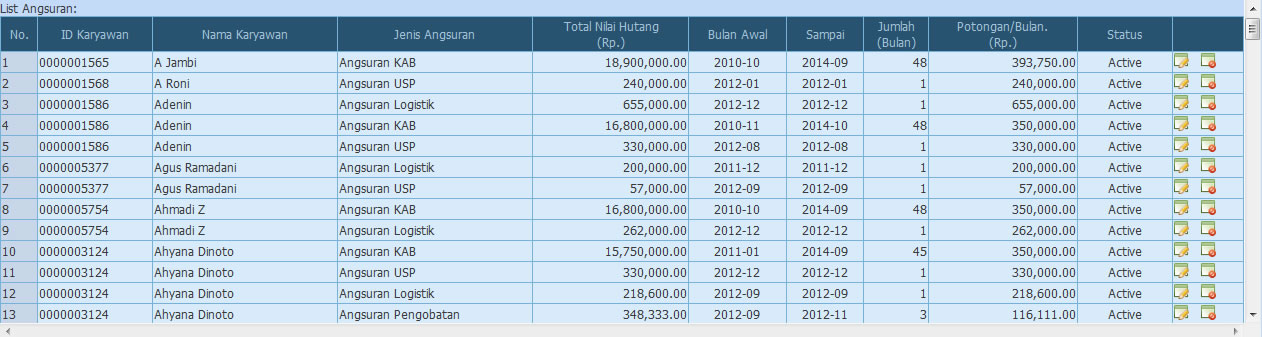 List Angsuran:
No. ID Karyawan Nama Karyawan Jenis Angsuran Total Nilai Hutang (Rp.) Bulan Awal Sampai Jumlah (Bulan) Potongan/Bulan. (Rp.) Status
1 0000001565 A Jambi Angsuran KAB 18,900,000.00 2010-10 2014-09 48 393,750.00 Active
2 0000001568 A Roni Angsuran USP 240,000.00 2012-01 2012-01 1 240,000.00 Active
3 0000001586 Adenin Angsuran Logistik 655,000.00 2012-12 2012-12 1 655,000.00 Active
4 0000001586 Adenin Angsuran KAB 16,800,000.00 2010-11 2014-10 48 350,000.00 Active
5 0000001586 Adenin Angsuran USP 330,000.00 2012-08 2012-08 1 330,000.00 Active
6 0000005377 Agus Ramadani Angsuran Logistik 200,000.00 2011-12 2011-12 1 200,000.00 Active
7 0000005377 Agus Ramadani Angsuran USP 57,000.00 2012-09 2012-09 1 57,000.00 Active
8 0000005754 Ahmadi Z Angsuran KAB 16,800,000.00 2010-10 2014-09 48 350,000.00 Active
9 0000005754 Ahmadi Z Angsuran Logistik 262,000.00 2012-12 2012-12 1 262,000.00 Active
10 0000003124 Ahyana Dinoto Angsuran KAB 15,750,000.00 2011-01 2014-09 45 350,000.00 Active
11 0000003124 Ahyana Dinoto Angsuran USP 330,000.00 2012-12 2012-12 1 330,000.00 Active
12 0000003124 Ahyana Dinoto Angsuran Logistik 218,600.00 2012-09 2012-09 1 218,600.00 Active
13 0000003124 Ahyana Dinoto Angsuran Pengobatan 348,333.00 2012-09 2012-11 3 116,111.00 Active